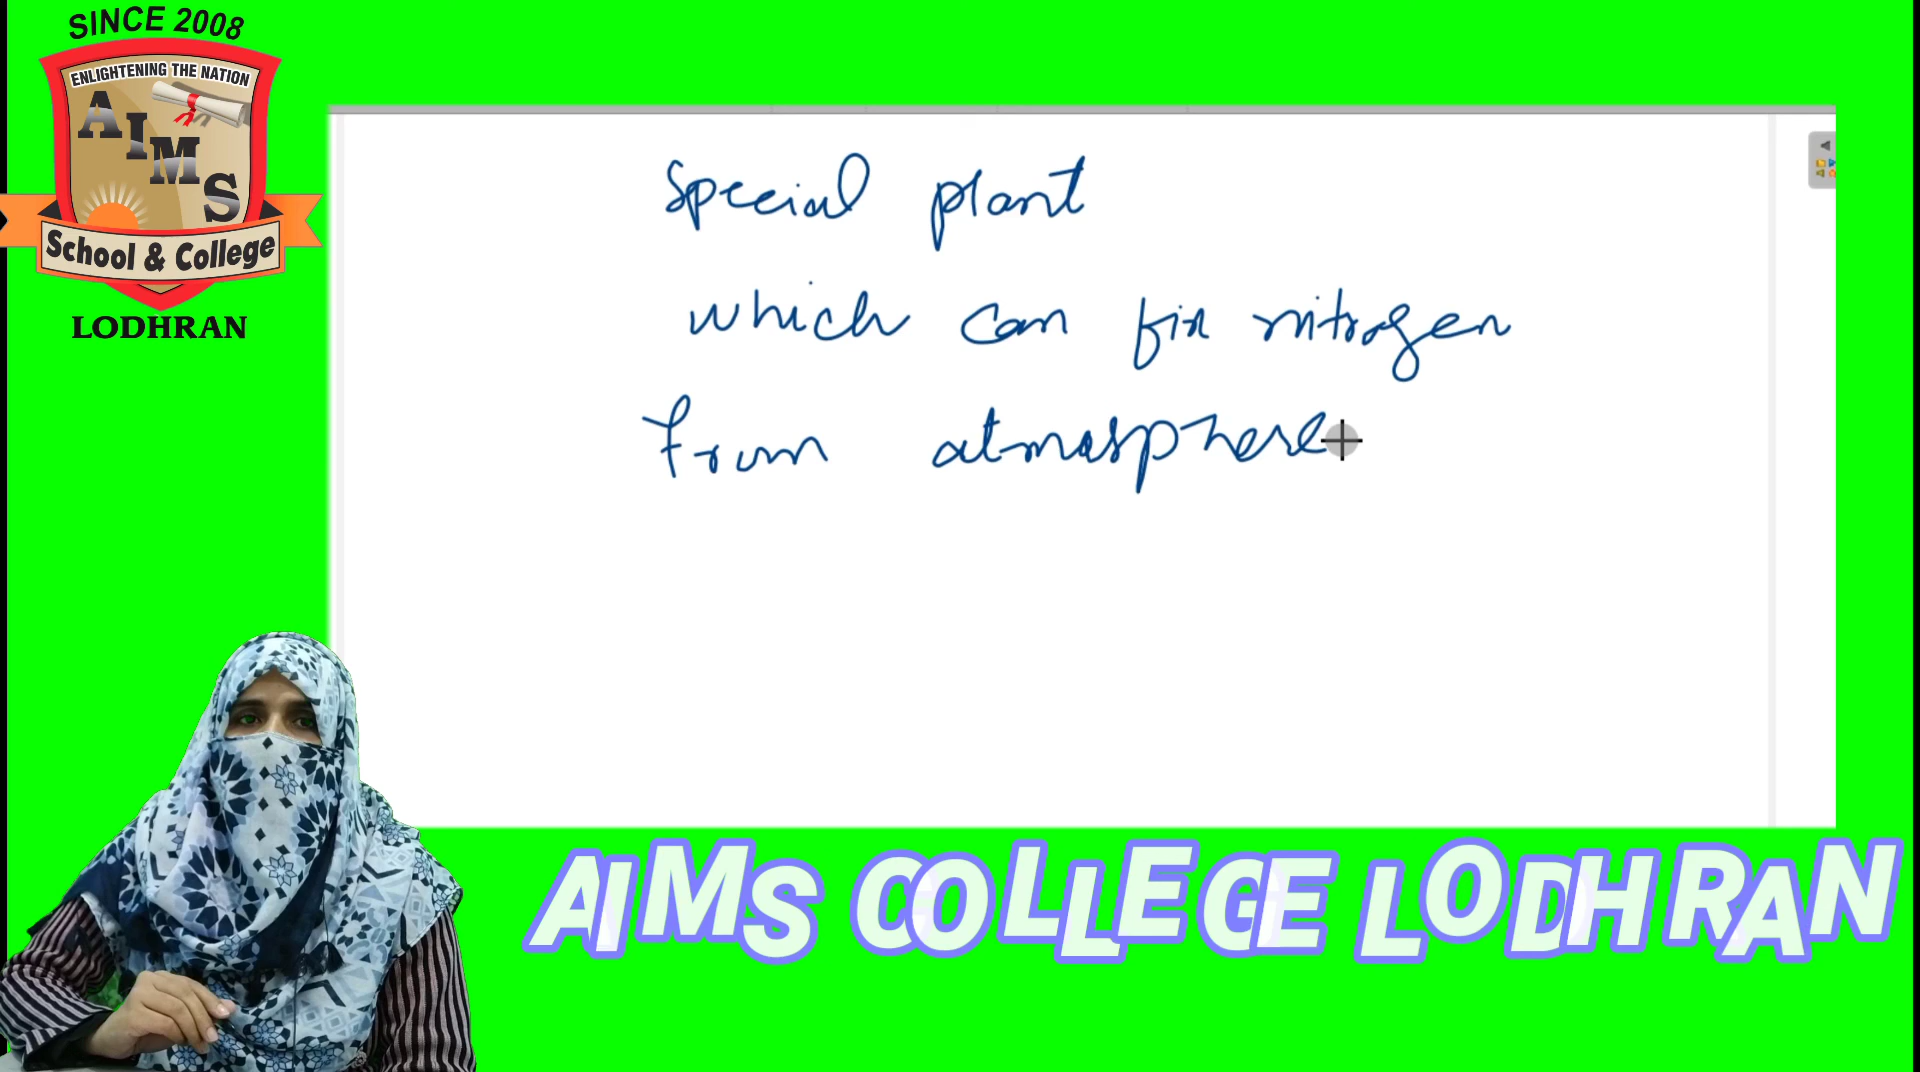 SINCE 2008
ENLIGHTENING THE NATION
AIMS
School & College
LODHRAN
Special plant
which can fix nitrogen
from atmasphere
AIMS COLLEGE LODHRAN